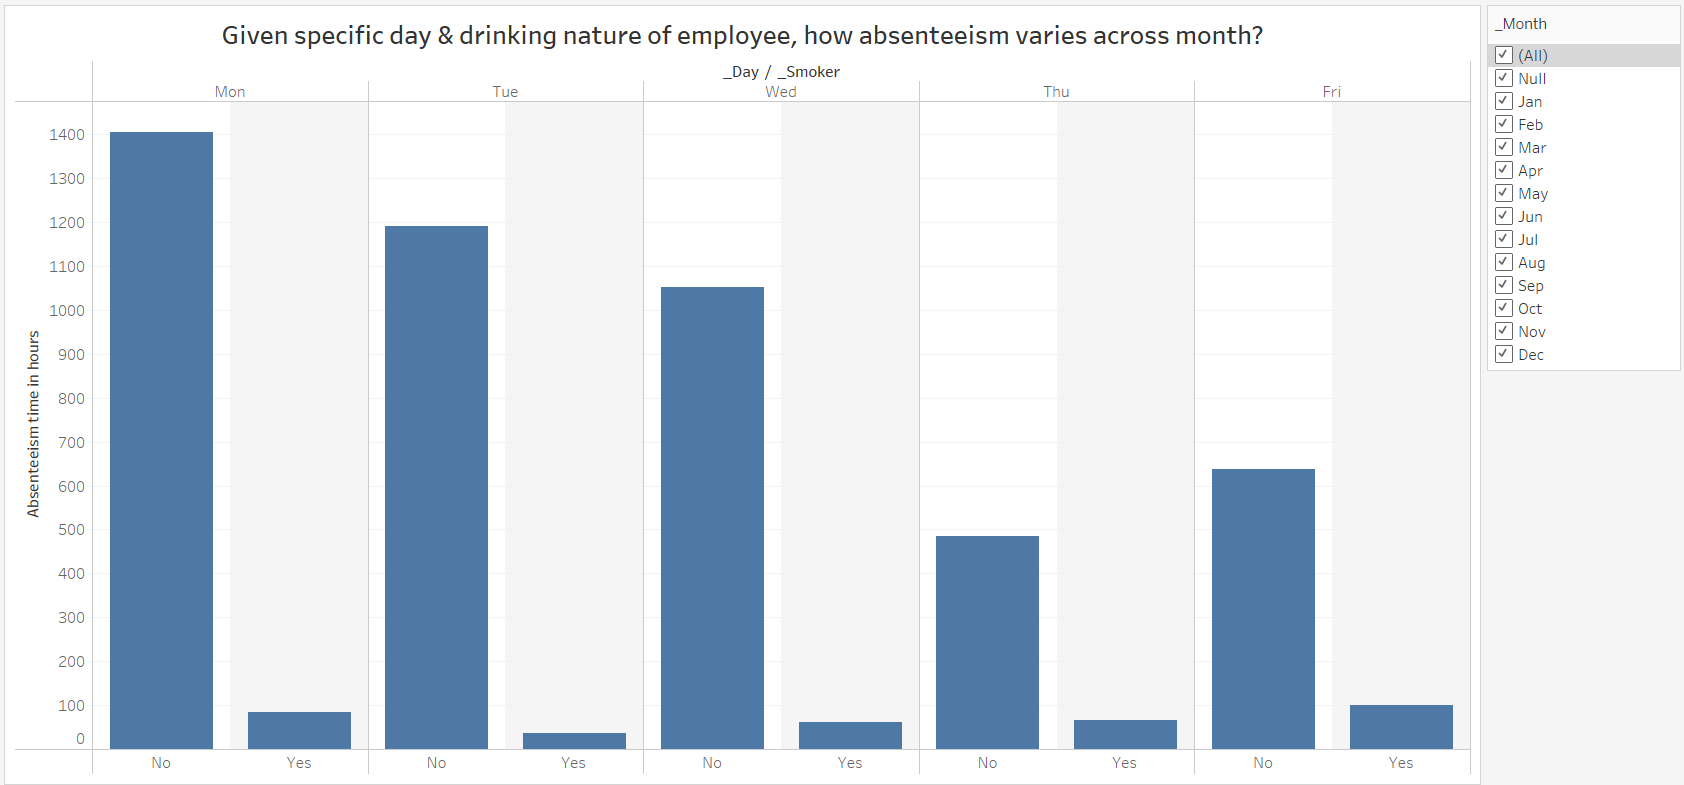 Given specific day & drinking nature of employee, how absenteeism varies across month?
_Day / _Smoker
Mon Tue Wed Thu Fri
Absenteeism time in hours
1400
1300
1200
1100
1000
900
800
700
600
500
400
300
200
100
0
No Yes No Yes No Yes No Yes No Yes
_Month
(All)
Null
Jan
Feb
Mar
Apr
May
Jun
Jul
Aug
Sep
Oct
Nov
Dec